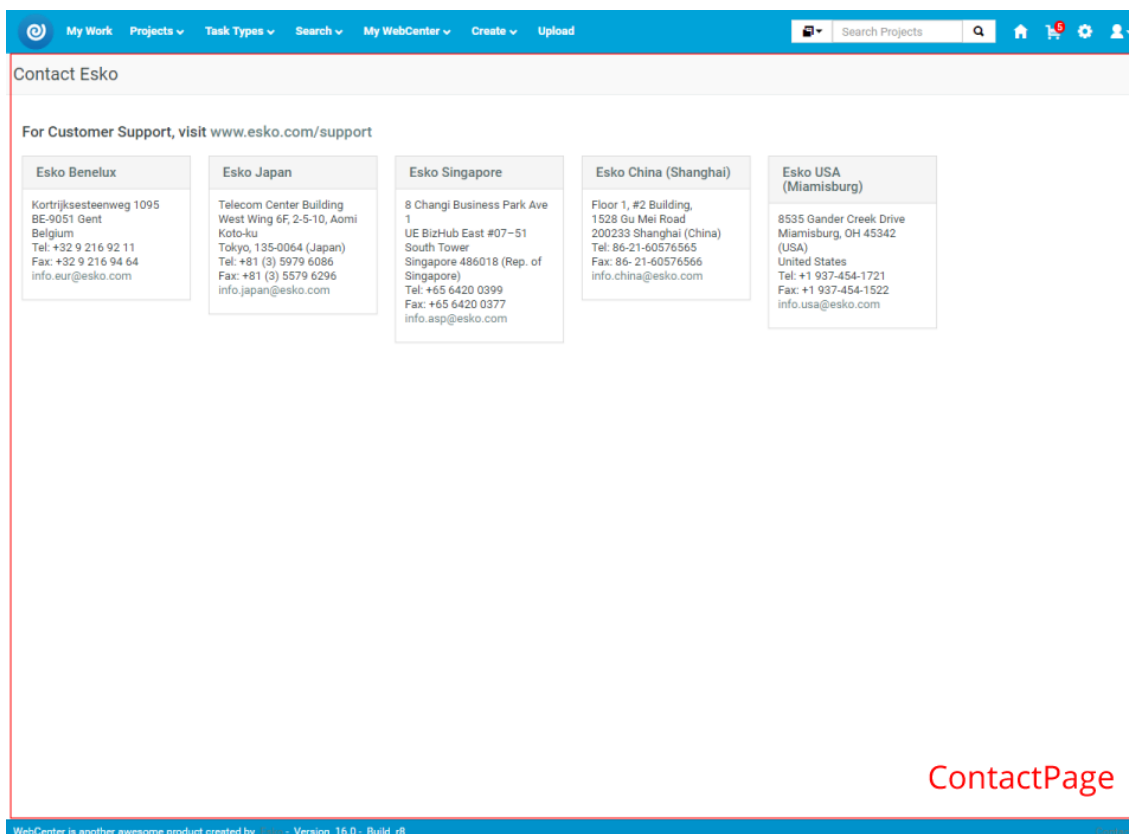 My Work Projects Task Types Search My WebCenter Create Upload Search Projects 5
Contact Esko
For Customer Support, visit www.esko.com/support
Esko Benelux
Kortrijksesteenweg 1095
BE-9051 Gent
Belgium
Tel: +32 9 216 92 11
Fax: +32 9 216 94 64
info.eur@esko.com
Esko Japan
Telecom Center Building
West Wing 6F, 2-5-10, Aomi
Koto-ku
Tokyo, 135-0064 (Japan)
Tel: +81 (3) 5979 6086
Fax: +81 (3) 5579 6296
info.japan@esko.com
Esko Singapore
8 Changi Business Park Ave
1
UE BizHub East #07–51
South Tower
Singapore 486018 (Rep. of
Singapore)
Tel: +65 6420 0399
Fax: +65 6420 0377
info.asp@esko.com
Esko China (Shanghai)
Floor 1, #2 Building,
1528 Gu Mei Road
200233 Shanghai (China)
Tel: 86-21-60576565
Fax: 86- 21-60576566
info.china@esko.com
Esko USA
(Miamisburg)
8535 Gander Creek Drive
Miamisburg, OH 45342
(USA)
United States
Tel: +1 937-454-1721
Fax: +1 937-454-1522
info.usa@esko.com
ContactPage
WebCenter is another awesome product created by - Version 16.0 - Build r8